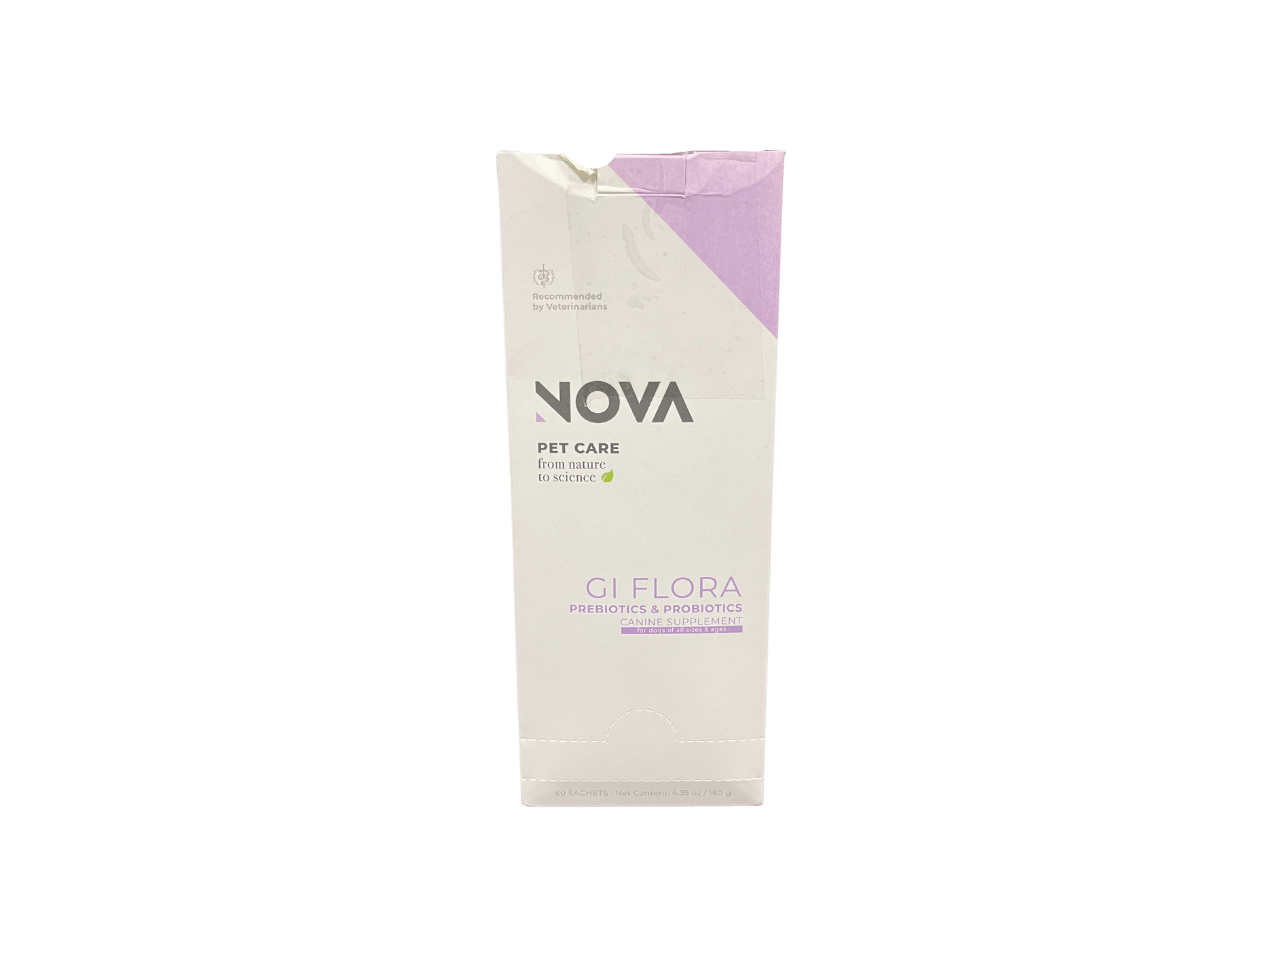 Recommended
by Veterinarians
NOVA
PET CARE
from nature
to science
GI FLORA
PREBIOTICS & PROBIOTICS
CANINE SUPPLEMENT
for dogs of all sizes & ages
60 SACHETS | Net Content: 6.35 oz / 180 g